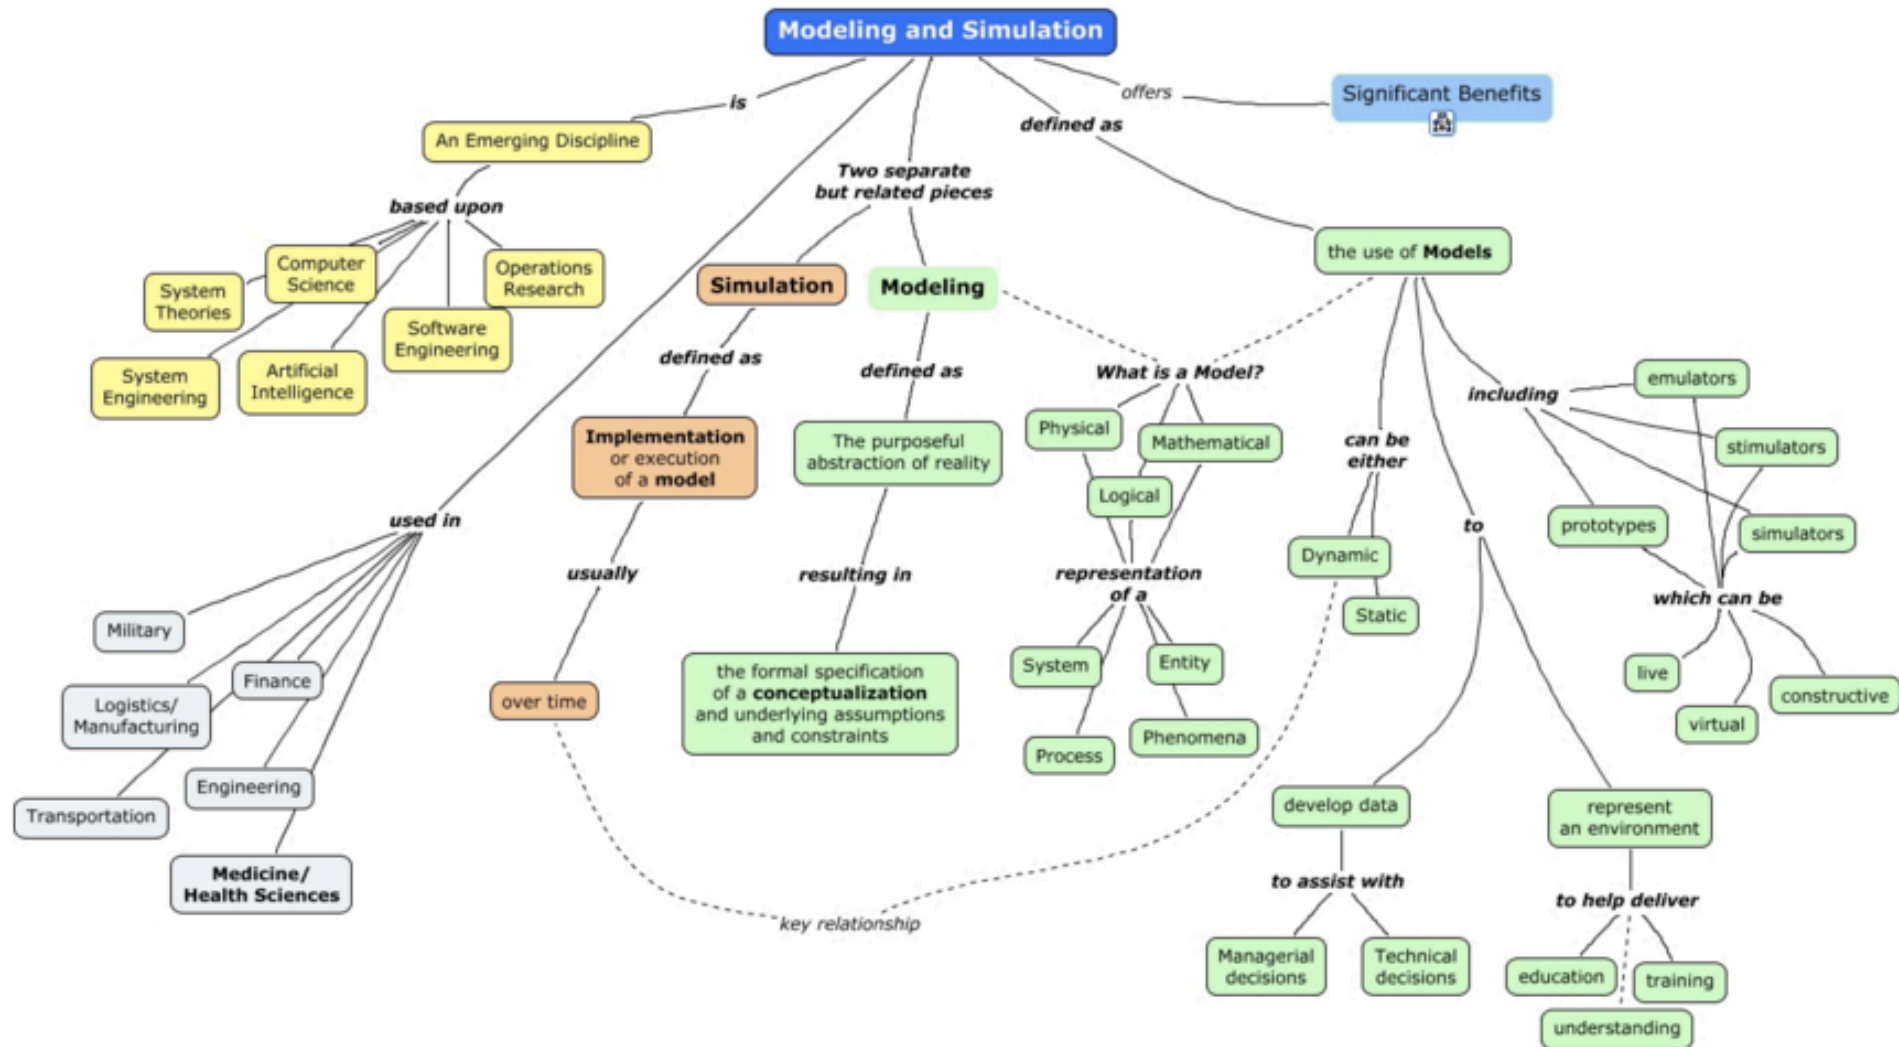 Modeling and Simulation
is
offers
Significant Benefits
defined as
An Emerging Discipline
Two separate
but related pieces
based upon
Computer
Science
Operations
Research
System
Theories
Software
Engineering
System
Engineering
Artificial
Intelligence
Simulation
Modeling
the use of Models
defined as
defined as
What is a Model?
Implementation
or execution
of a model
The purposeful
abstraction of reality
Physical
Mathematical
Logical
can be
either
including
emulators
stimulators
prototypes
simulators
used in
usually
resulting in
representation
of a
Dynamic
Static
to
which can be
live
virtual
constructive
Military
Finance
Logistics/
Manufacturing
Engineering
Transportation
Medicine/
Health Sciences
over time
the formal specification
of a conceptualization
and underlying assumptions
and constraints
System
Entity
Process
Phenomena
key relationship
develop data
represent
an environment
to assist with
to help deliver
Managerial
decisions
Technical
decisions
education
training
understanding